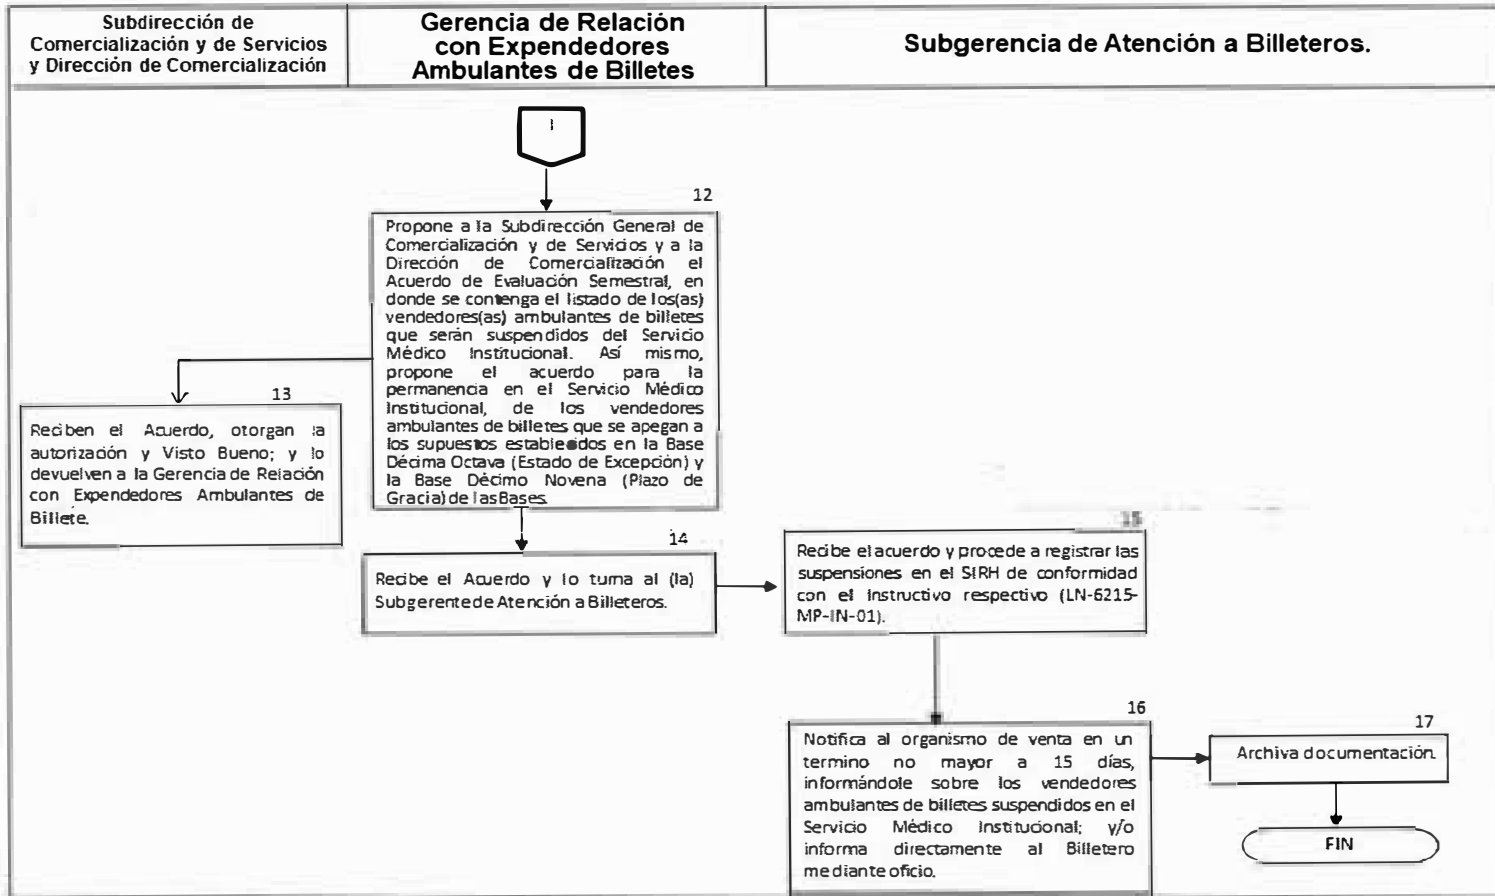 Subdirección de
Comercialización y de Servicios
y Dirección de Comercialización
Gerencia de Relación
con Expendedores
Ambulantes de Billetes
Subgerencia de Atención a Billeteros.
12
Propone a la Subdirección General de
Comercialización y de Servicios y a la
Dirección de Comercialización el
Acuerdo de Evaluación Semestral, en
donde se contenga el listado de los(as)
vendedores(as) ambulantes de billetes
que serán suspendidos del Servicio
Médico Institucional. Así mismo,
propone el acuerdo para la
permanencia en el Servicio Médico
Institucional, de los vendedores
ambulantes de billetes que se apegan a
los supuestos establecidos en la Base
Décima Octava (Estado de Excepción) y
la Base Décimo Novena (Plazo de
Gracia) de las Bases.
13
Reciben el Acuerdo, otorgan la
autorización y Visto Bueno; y lo
devuelven a la Gerencia de Relación
con Expendedores Ambulantes de
Billete.
14
Recibe el Acuerdo y lo turna al (la)
Subgerente de Atención a Billeteros.
15
Recibe el acuerdo y procede a registrar las
suspensiones en el SIRH de conformidad
con el Instructivo respectivo (LN-6215-
MP-IN-01).
16
Notifica al organismo de venta en un
termino no mayor a 15 días,
informándole sobre los vendedores
ambulantes de billetes suspendidos en el
Servicio Médico Institucional; y/o
informa directamente al Billetero
mediante oficio.
17
Archiva documentación.
FIN